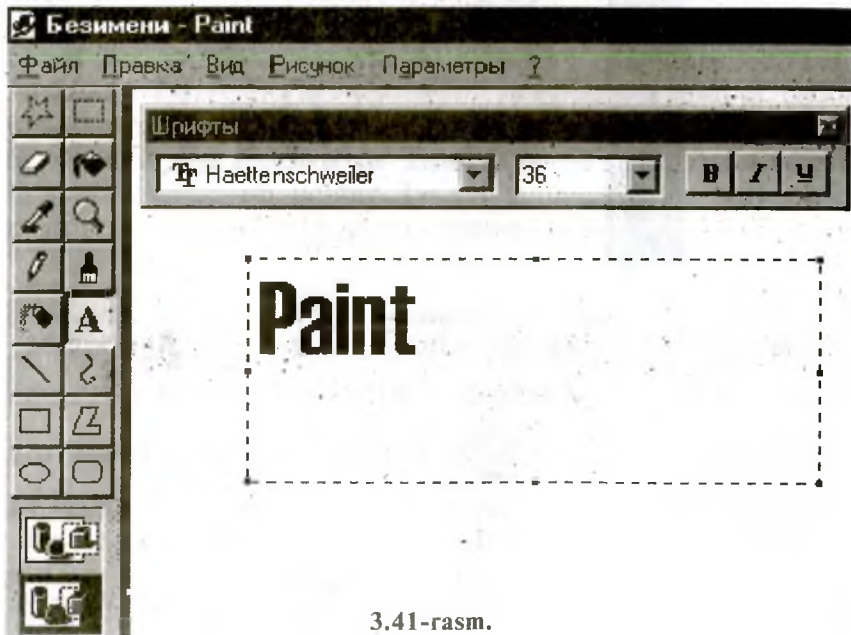 Безимени - Paint
Файл Правка Вид Рисунок Параметры ?
Шрифты
Haettenschweiler 36 B I U
Paint
A
3.41-rasm.